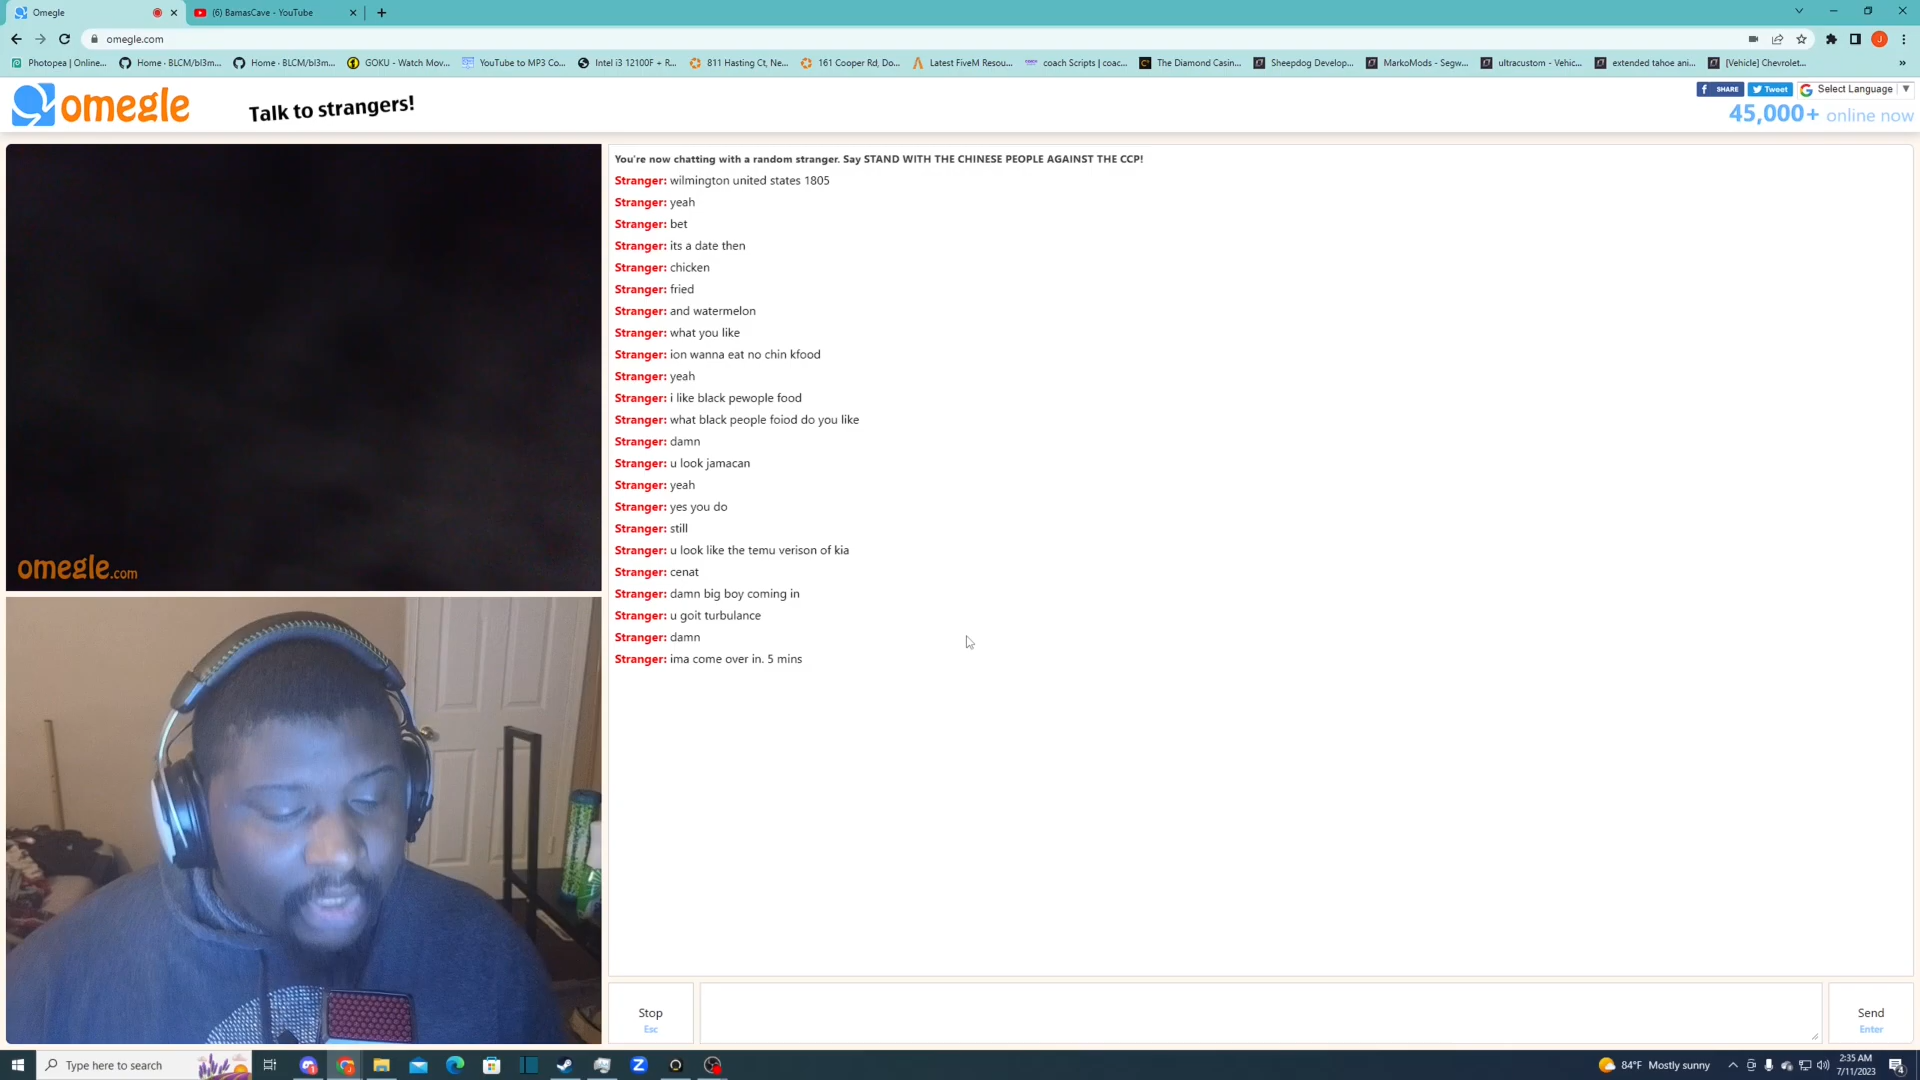 Omegle
(6) BamasCave - YouTube
omegle.com
Photopea | Online...
Home · BLCM/bl3m...
Home · BLCM/bl3m...
GOKU - Watch Mov...
YouTube to MP3 Co...
Intel i3 12100F + R...
811 Hasting Ct, Ne...
161 Cooper Rd, Do...
Latest FiveM Resou...
coach Scripts | coac...
The Diamond Casin...
Sheepdog Develop...
MarkoMods - Segw...
ultracustom - Vehic...
extended tahoe ani...
[Vehicle] Chevrolet...
omegle
Talk to strangers!
SHARE
Tweet
Select Language
45,000+ online now
omegle.com
You're now chatting with a random stranger. Say STAND WITH THE CHINESE PEOPLE AGAINST THE CCP!
Stranger: wilmington united states 1805
Stranger: yeah
Stranger: bet
Stranger: its a date then
Stranger: chicken
Stranger: fried
Stranger: and watermelon
Stranger: what you like
Stranger: ion wanna eat no chin kfood
Stranger: yeah
Stranger: i like black pewople food
Stranger: what black people foiod do you like
Stranger: damn
Stranger: u look jamacan
Stranger: yeah
Stranger: yes you do
Stranger: still
Stranger: u look like the temu verison of kia
Stranger: cenat
Stranger: damn big boy coming in
Stranger: u goit turbulance
Stranger: damn
Stranger: ima come over in. 5 mins
Stop
Esc
Send
Enter
Type here to search
84°F Mostly sunny
2:35 AM
7/11/2023